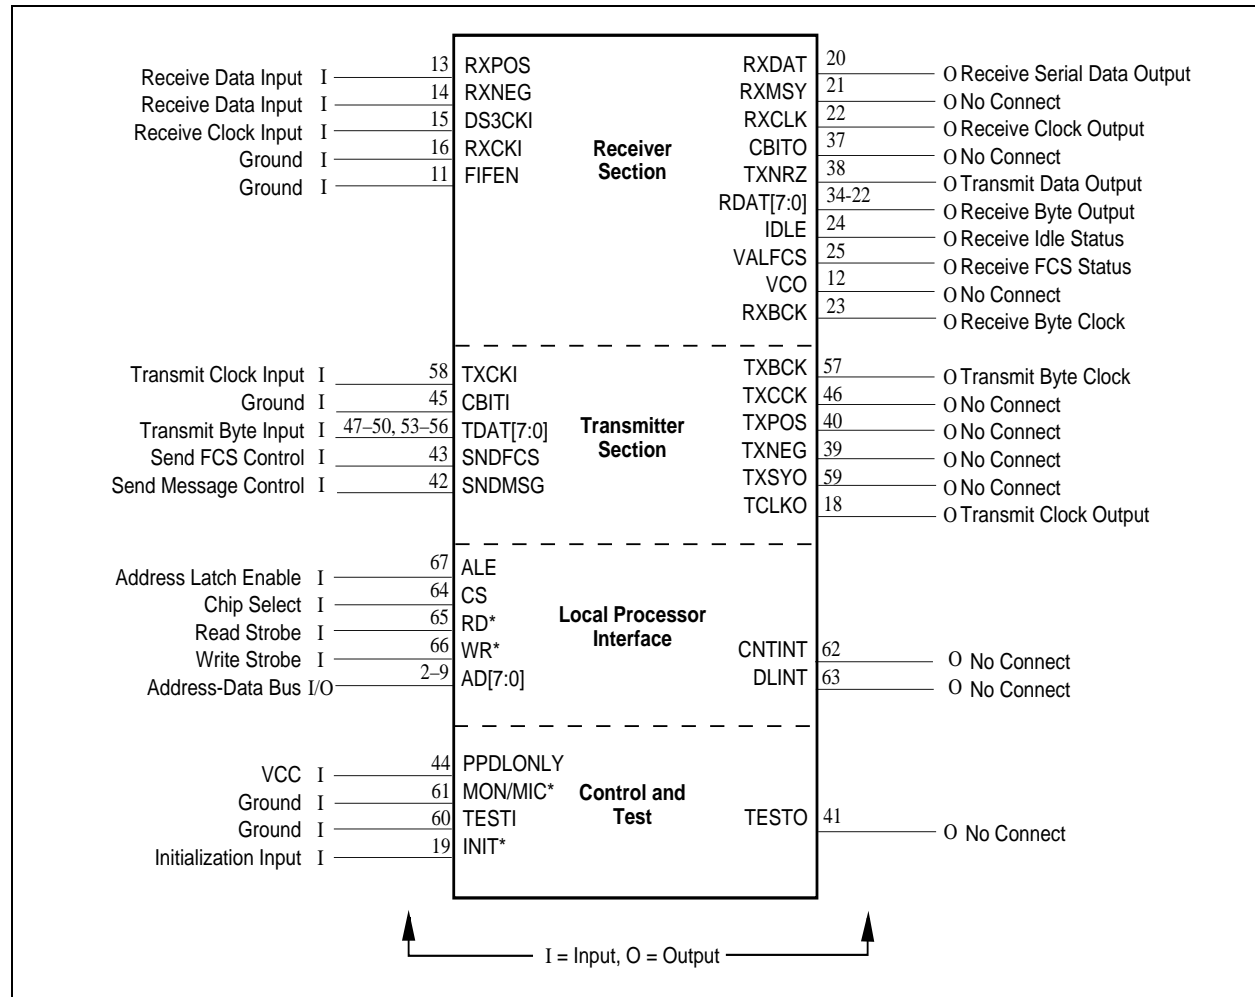 Receive Data Input I 13 RXPOS
Receive Data Input I 14 RXNEG
Receive Clock Input I 15 DS3CKI
Ground I 16 RXCKI
Ground I 11 FIFEN
Receiver
Section
RXDAT 20 O Receive Serial Data Output
RXMSY 21 O No Connect
RXCLK 22 O Receive Clock Output
CBITO 37 O No Connect
TXNRZ 38 O Transmit Data Output
RDAT[7:0] 34-22 O Receive Byte Output
IDLE 24 O Receive Idle Status
VALFCS 25 O Receive FCS Status
VCO 12 O No Connect
RXBCK 23 O Receive Byte Clock
Transmit Clock Input I 58 TXCKI
Ground I 45 CBITI
Transmit Byte Input I 47–50, 53–56 TDAT[7:0]
Send FCS Control I 43 SNDFCS
Send Message Control I 42 SNDMSG
Transmitter
Section
TXBCK 57 O Transmit Byte Clock
TXCCK 46 O No Connect
TXPOS 40 O No Connect
TXNEG 39 O No Connect
TXSYO 59 O No Connect
TCLKO 18 O Transmit Clock Output
Address Latch Enable I 67 ALE
Chip Select I 64 CS
Read Strobe I 65 RD*
Write Strobe I 66 WR*
Address-Data Bus I/O 2–9 AD[7:0]
Local Processor
Interface
CNTINT 62 O No Connect
DLINT 63 O No Connect
VCC I 44 PPDLONLY
Ground I 61 MON/MIC*
Ground I 60 TESTI
Initialization Input I 19 INIT*
Control and
Test
TESTO 41 O No Connect
I = Input, O = Output